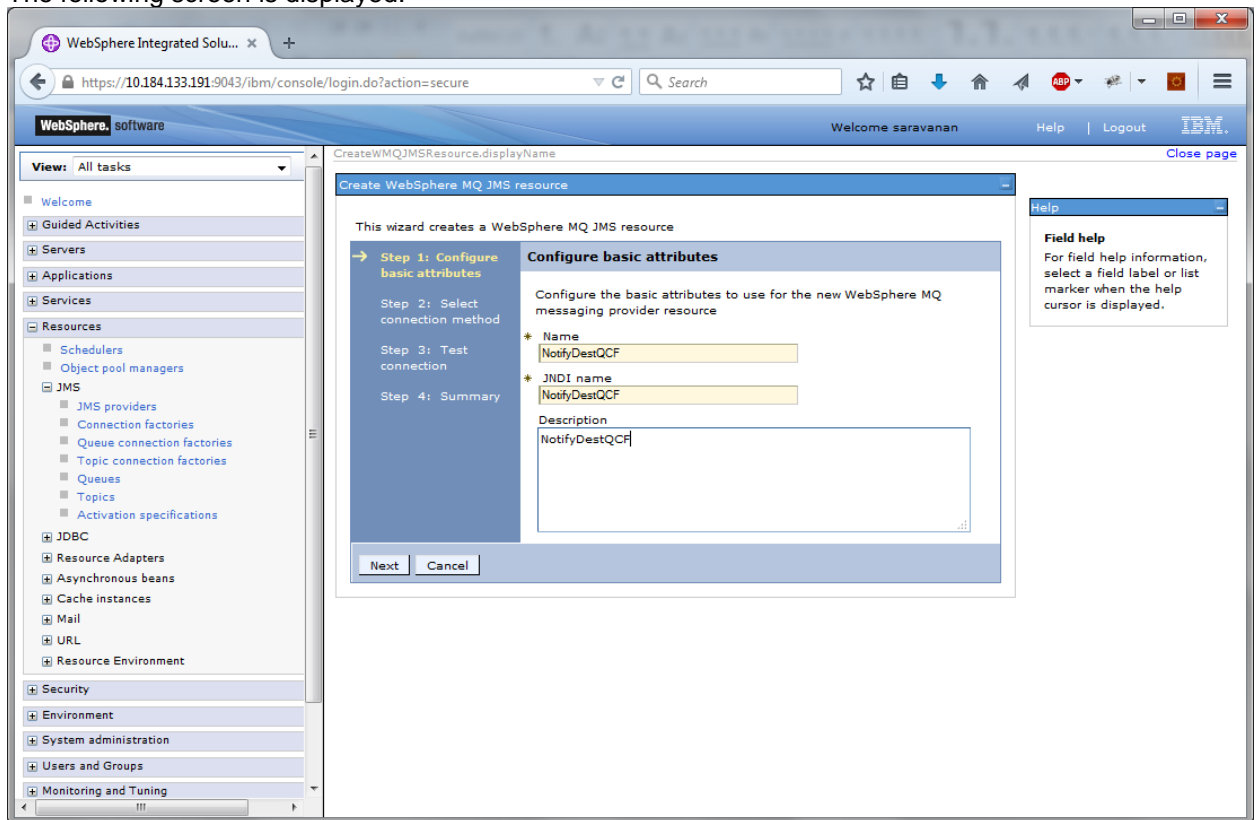 The following screen is displayed:
WebSphere Integrated Solu...
https://10.184.133.191:9043/ibm/console/login.do?action=secure
Search
ABP
WebSphere. software
Welcome saravanan
Help | Logout
IBM.
View: All tasks
Welcome
Guided Activities
Servers
Applications
Services
Resources
Schedulers
Object pool managers
JMS
JMS providers
Connection factories
Queue connection factories
Topic connection factories
Queues
Topics
Activation specifications
JDBC
Resource Adapters
Asynchronous beans
Cache instances
Mail
URL
Resource Environment
Security
Environment
System administration
Users and Groups
Monitoring and Tuning
CreateWMQJMSResource.displayName
Close page
Create WebSphere MQ JMS resource
This wizard creates a WebSphere MQ JMS resource
Step 1: Configure
basic attributes
Step 2: Select
connection method
Step 3: Test
connection
Step 4: Summary
Configure basic attributes
Configure the basic attributes to use for the new WebSphere MQ
messaging provider resource
* Name
NotifyDestQCF
* JNDI name
NotifyDestQCF
Description
NotifyDestQCF
Next
Cancel
Help
Field help
For field help information,
select a field label or list
marker when the help
cursor is displayed.